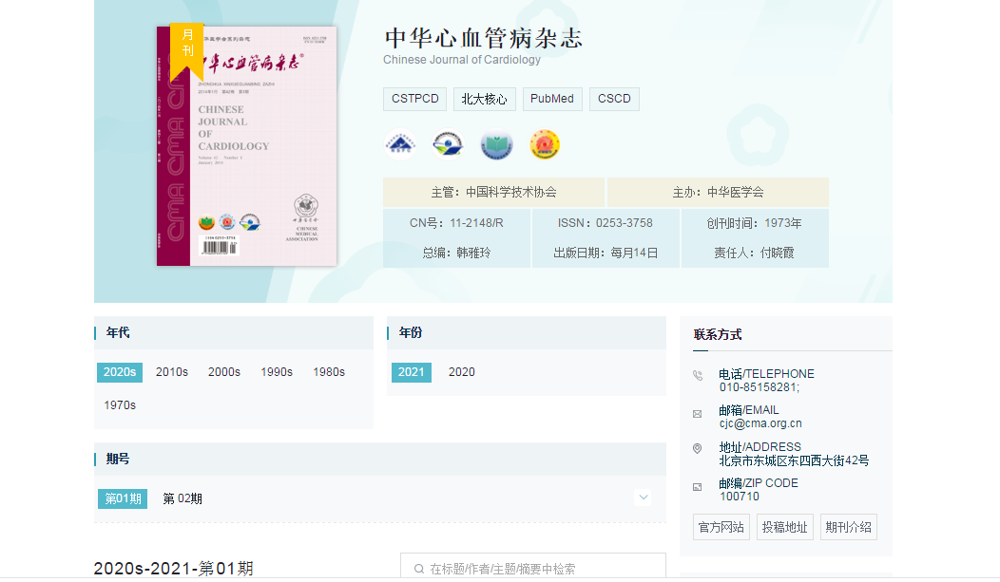 月
刊
中华心血管病杂志
ZHONGHUA XINXUEGUANBING ZAZHI
CHINESE
JOURNAL
OF
CARDIOLOGY
CHINESE
MEDICAL
ASSOCIATION
中华心血管病杂志
Chinese Journal of Cardiology
CSTPCD 北大核心 PubMed CSCD
主管：中国科学技术协会 主办：中华医学会
CN号：11-2148/R ISSN：0253-3758 创刊时间：1973年
总编：韩雅玲 出版日期：每月14日 责任人：付晓霞
年代
2020s 2010s 2000s 1990s 1980s
1970s
年份
2021 2020
期号
第01期 第 02期
2020s-2021-第01期
在标题/作者/主题/摘要中检索
联系方式
电话/TELEPHONE
010-85158281;
邮箱/EMAIL
cjc@cma.org.cn
地址/ADDRESS
北京市东城区东四西大街42号
邮编/ZIP CODE
100710
官方网站 投稿地址 期刊介绍